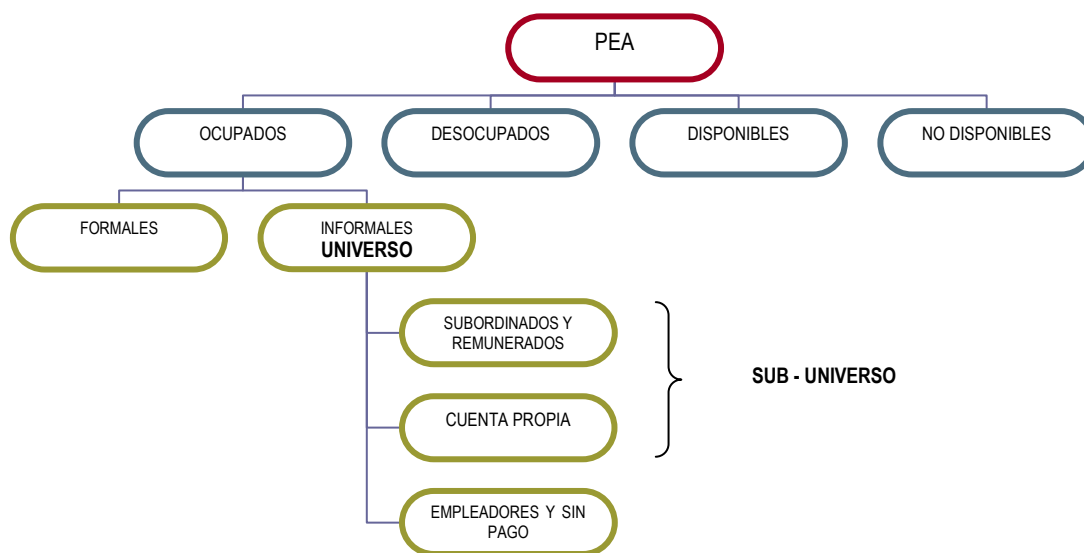 PEA
OCUPADOS
DESOCUPADOS
DISPONIBLES
NO DISPONIBLES
FORMALES
INFORMALES
UNIVERSO
SUBORDINADOS Y
REMUNERADOS
SUB - UNIVERSO
CUENTA PROPIA
EMPLEADORES Y SIN
PAGO